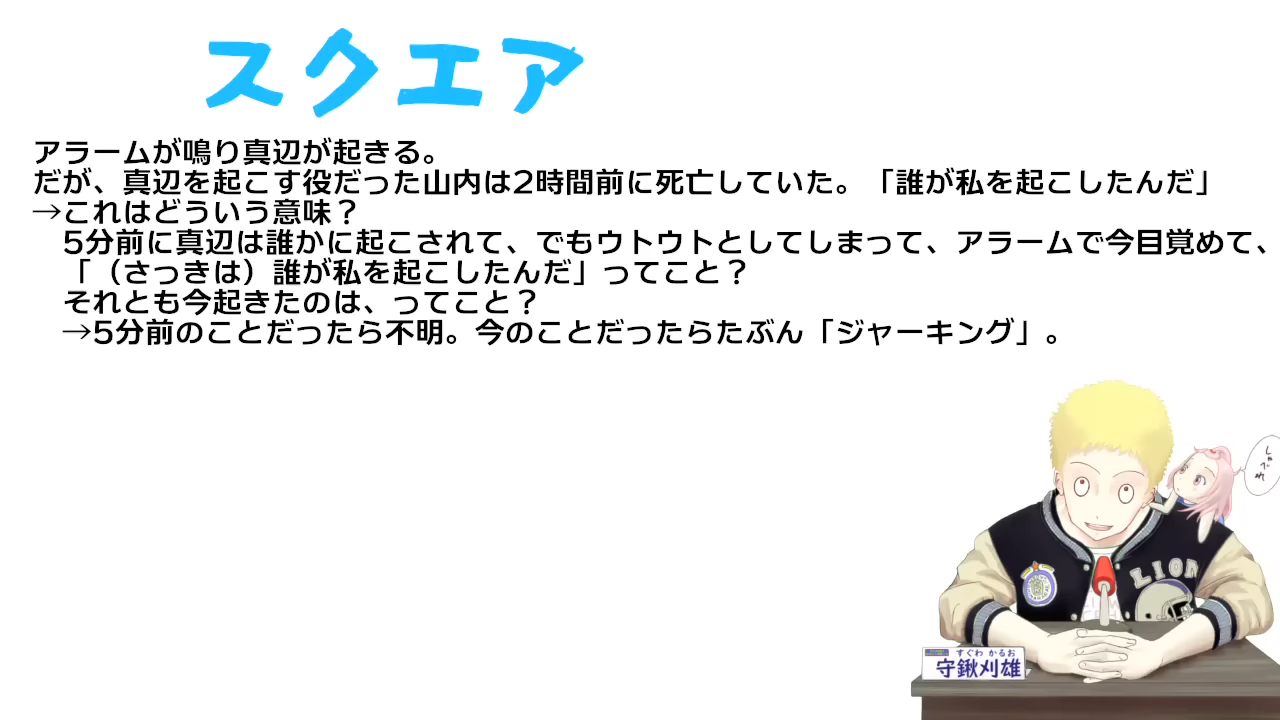 スクエア
アラームが鳴り真辺が起きる。
だが、真辺を起こす役だった山内は2時間前に死亡していた。「誰が私を起こしたんだ」
→これはどういう意味？
5分前に真辺は誰かに起こされて、でもウトウトとしてしまって、アラームで今目覚めて、
「（さっきは）誰が私を起こしたんだ」ってこと？
それとも今起きたのは、ってこと？
→5分前のことだったら不明。今のことだったらたぶん「ジャーキング」。
しゃべれ
LION
すぐわ かるお
守鍬刈雄